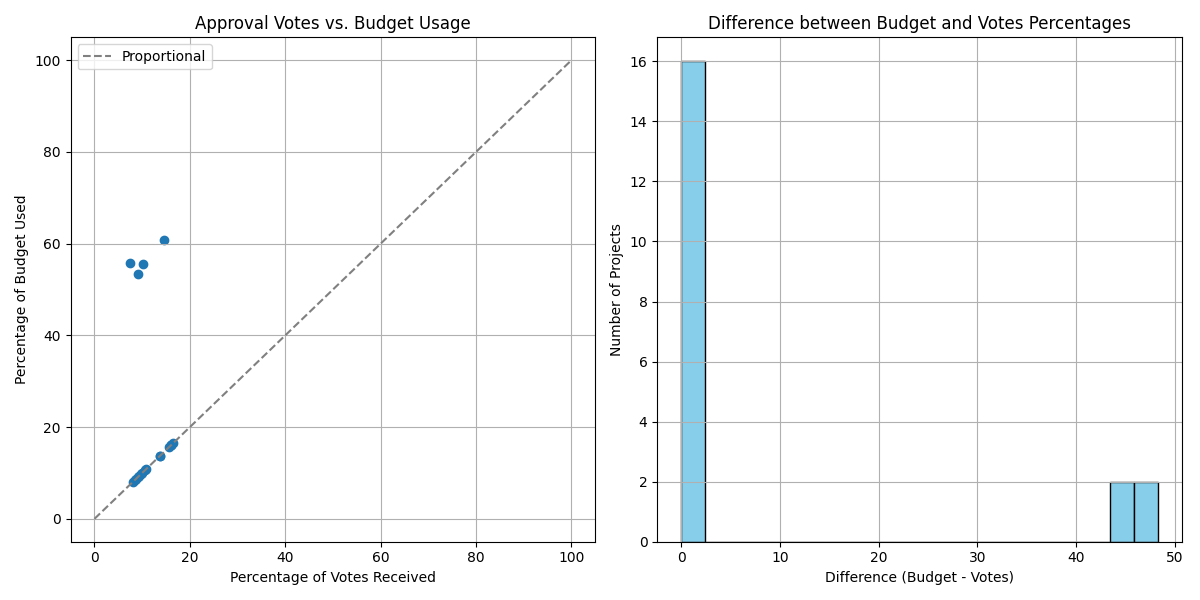 Approval Votes vs. Budget Usage
Proportional
100
80
60
40
20
0
Percentage of Budget Used
0 20 40 60 80 100
Percentage of Votes Received
Difference between Budget and Votes Percentages
16
14
12
10
8
6
4
2
0
Number of Projects
0 10 20 30 40 50
Difference (Budget - Votes)